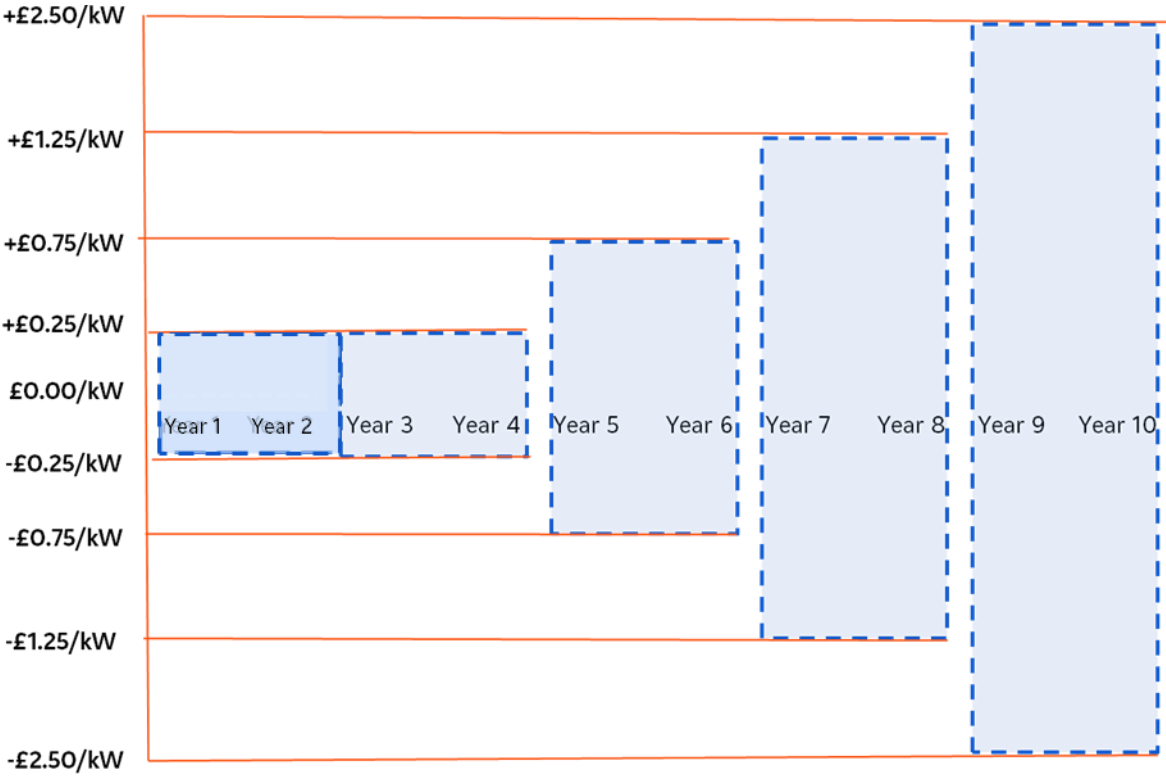 +£2.50/kW
+£1.25/kW
+£0.75/kW
+£0.25/kW
£0.00/kW
Year 1 Year 2 Year 3 Year 4 Year 5 Year 6 Year 7 Year 8 Year 9 Year 10
-£0.25/kW
-£0.75/kW
-£1.25/kW
-£2.50/kW